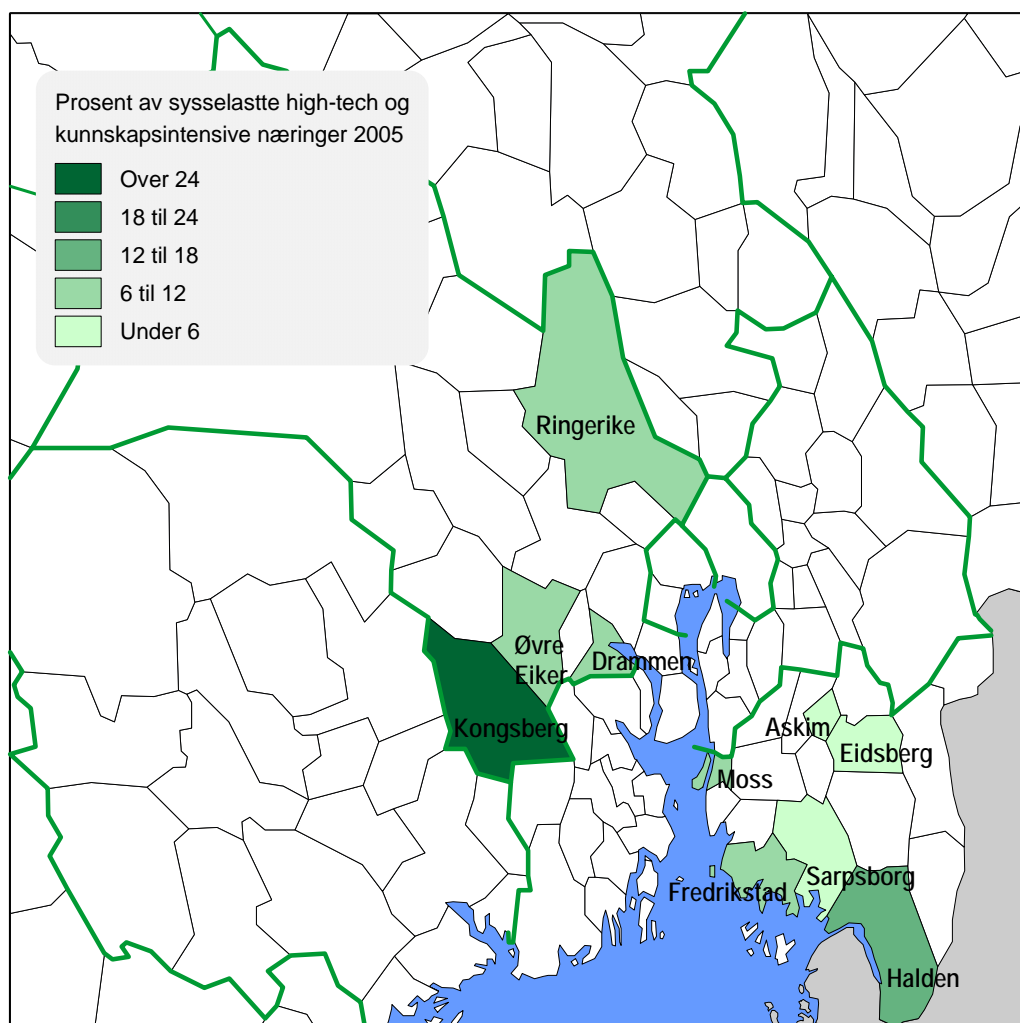 Prosent av sysselastte high-tech og
kunnskapsintensive næringer 2005
Over 24
18 til 24
12 til 18
6 til 12
Under 6
Ringerike
Øvre
Eiker
Drammen
Kongsberg
Askim
Eidsberg
Moss
Sarpsborg
Fredrikstad
Halden